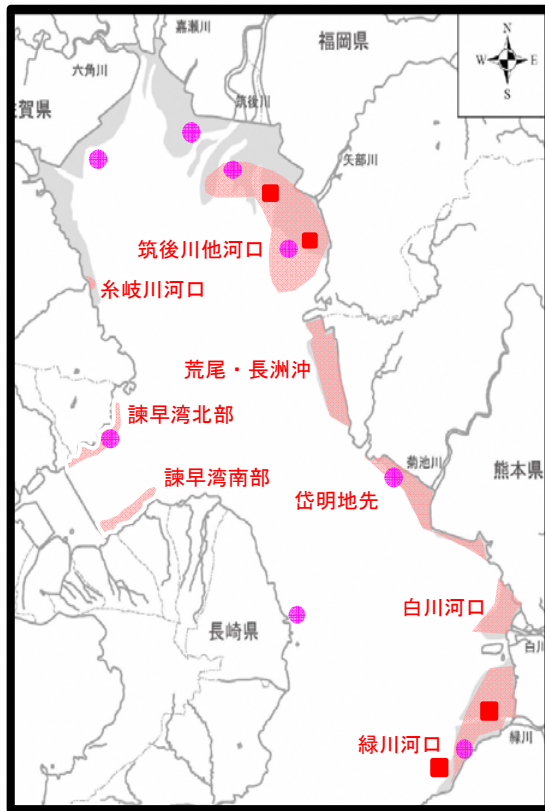 嘉瀬川
福岡県
N
W E
S
六角川
筑後川
賀県
矢部川
筑後川他河口
糸岐川河口
荒尾・長洲沖
諫早湾北部
菊池川
熊本県
諫早湾南部
岱明地先
白川河口
長崎県
白川
緑川河口
緑川